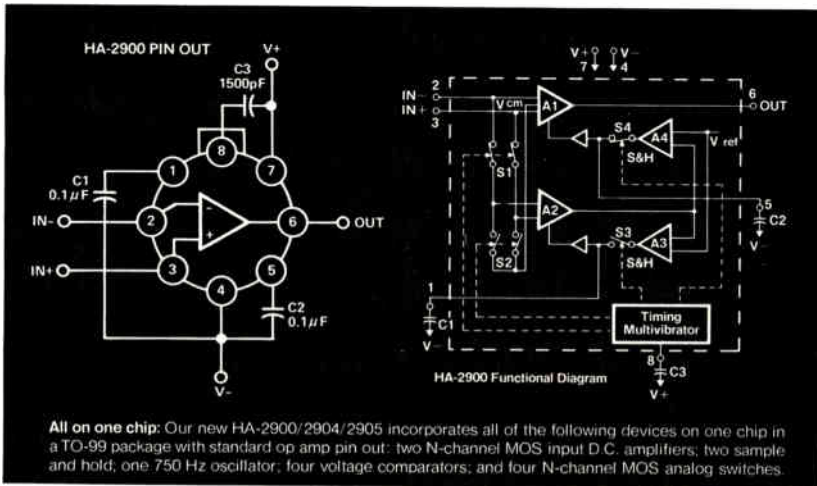 HA-2900 PIN OUT
V+
C3
1500pF
8
1
7
C1
0.1µF
IN-
2
-
+
6
OUT
IN+
3
5
4
C2
0.1µF
V-
V+
V-
7
4
IN-
2
IN+
3
Vcm
A1
6
OUT
S4
A4
S&H
V ref
S1
A2
5
C2
V-
S3
A3
S&H
S2
1
C1
V-
Timing
Multivibrator
8
C3
V+
HA-2900 Functional Diagram
All on one chip: Our new HA-2900/2904/2905 incorporates all of the following devices on one chip in
a TO-99 package with standard op amp pin out: two N-channel MOS input D.C. amplifiers; two sample
and hold; one 750 Hz oscillator; four voltage comparators; and four N-channel MOS analog switches.